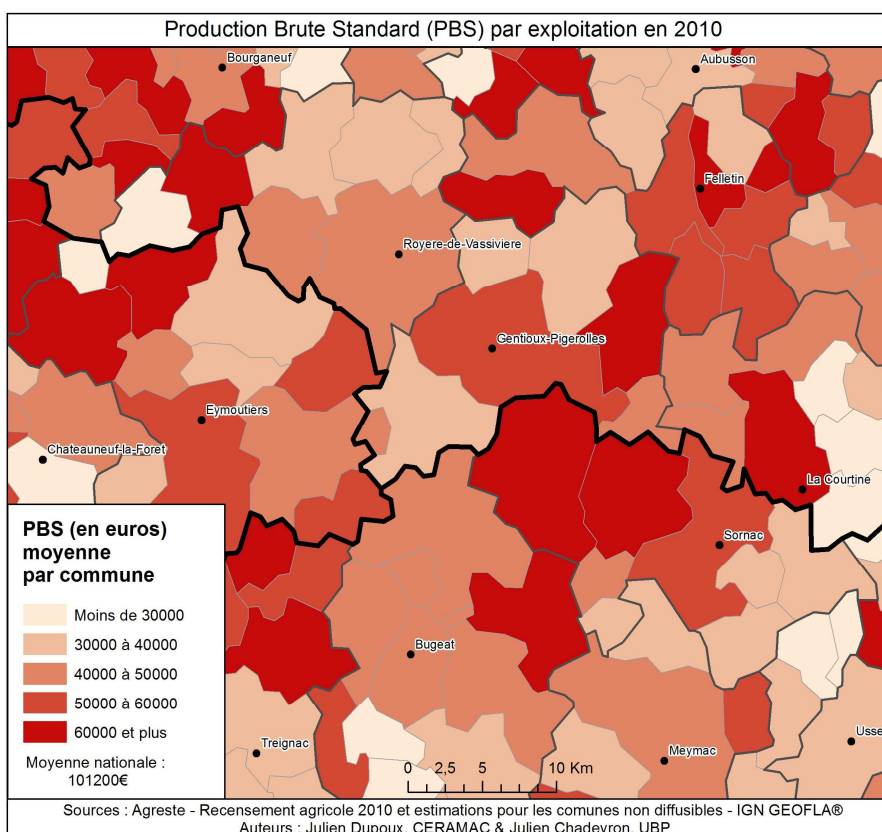 Production Brute Standard (PBS) par exploitation en 2010
Bourganeuf
Aubusson
Felletin
Royere-de-Vassiviere
Gentioux-Pigerolles
Eymoutiers
Chateauneuf-la-Foret
La Courtine
Sornac
Bugeat
Treignac
Meymac
Usse
PBS (en euros)
moyenne
par commune
Moins de 30000
30000 à 40000
40000 à 50000
50000 à 60000
60000 et plus
Moyenne nationale :
101200€
0 2,5 5 10 Km
Sources : Agreste - Recensement agricole 2010 et estimations pour les comunes non diffusibles - IGN GEOFLA®
Auteurs : Julien Dupoux, CERAMAC & Julien Chadeyron, UBP